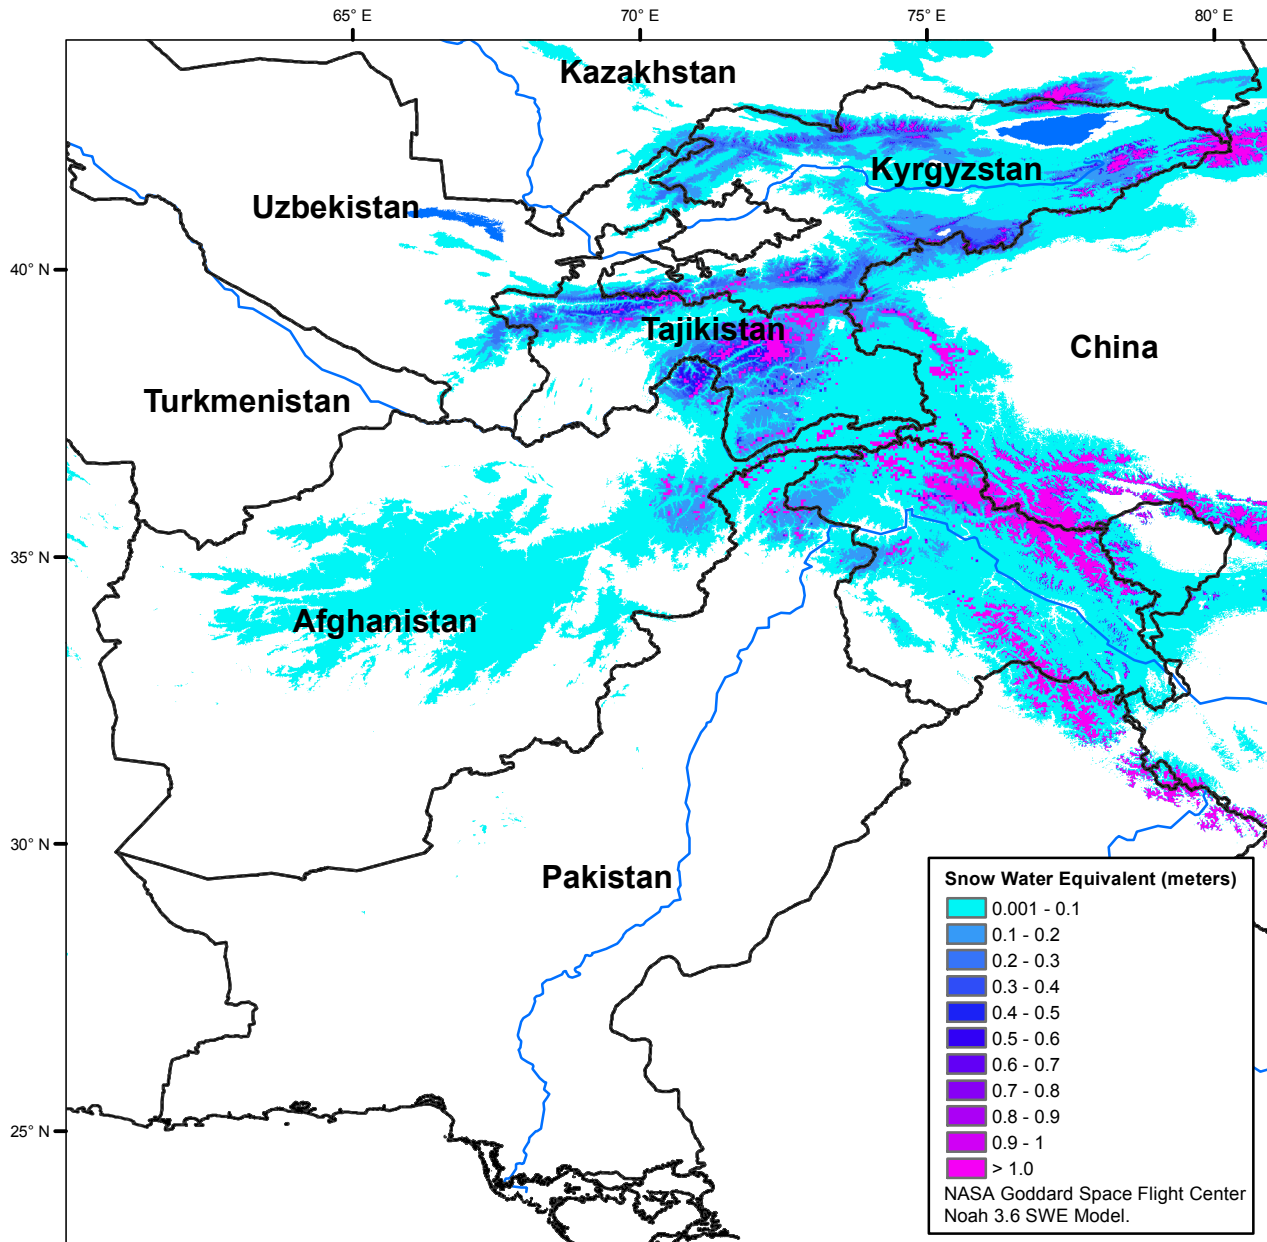 65° E
70° E
75° E
80° E
Kazakhstan
Kyrgyzstan
Uzbekistan
40° N
Tajikistan
China
Turkmenistan
35° N
Afghanistan
30° N
Pakistan
25° N
Snow Water Equivalent (meters)
0.001 - 0.1
0.1 - 0.2
0.2 - 0.3
0.3 - 0.4
0.4 - 0.5
0.5 - 0.6
0.6 - 0.7
0.7 - 0.8
0.8 - 0.9
0.9 - 1
> 1.0
NASA Goddard Space Flight Center
Noah 3.6 SWE Model.